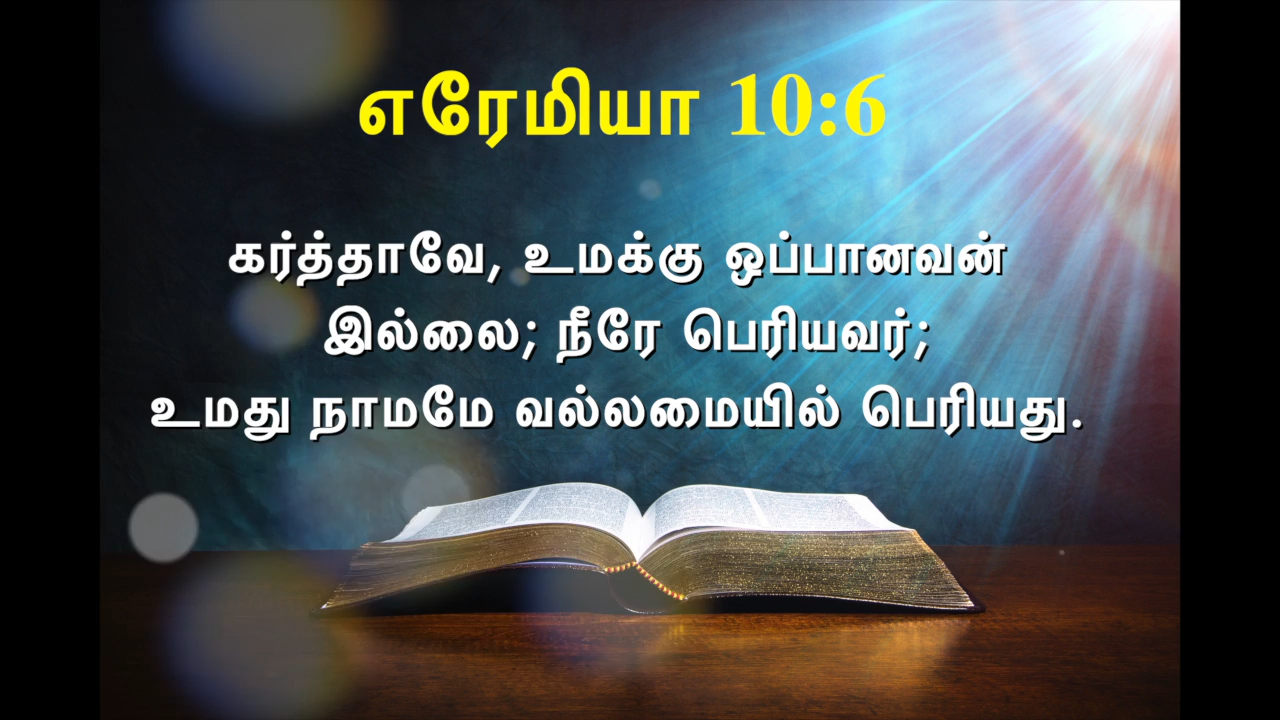 எரேமியா 10:6
கர்த்தாவே, உமக்கு ஒப்பானவன்
இல்லை; நீரே பெரியவர்;
உமது நாமமே வல்லமையில் பெரியது.